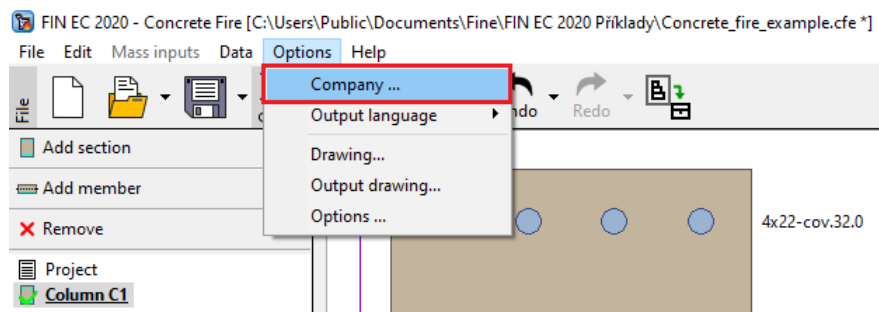 FIN EC 2020 - Concrete Fire [C:\Users\Public\Documents\Fine\FIN EC 2020 Příklady\Concrete_fire_example.cfe *]
File Edit Mass inputs Data Options Help
File
Redo
Company ...
Output language
Drawing...
Output drawing...
Options ...
Add section
Add member
Remove
Project
Column C1
4x22-cov.32.0